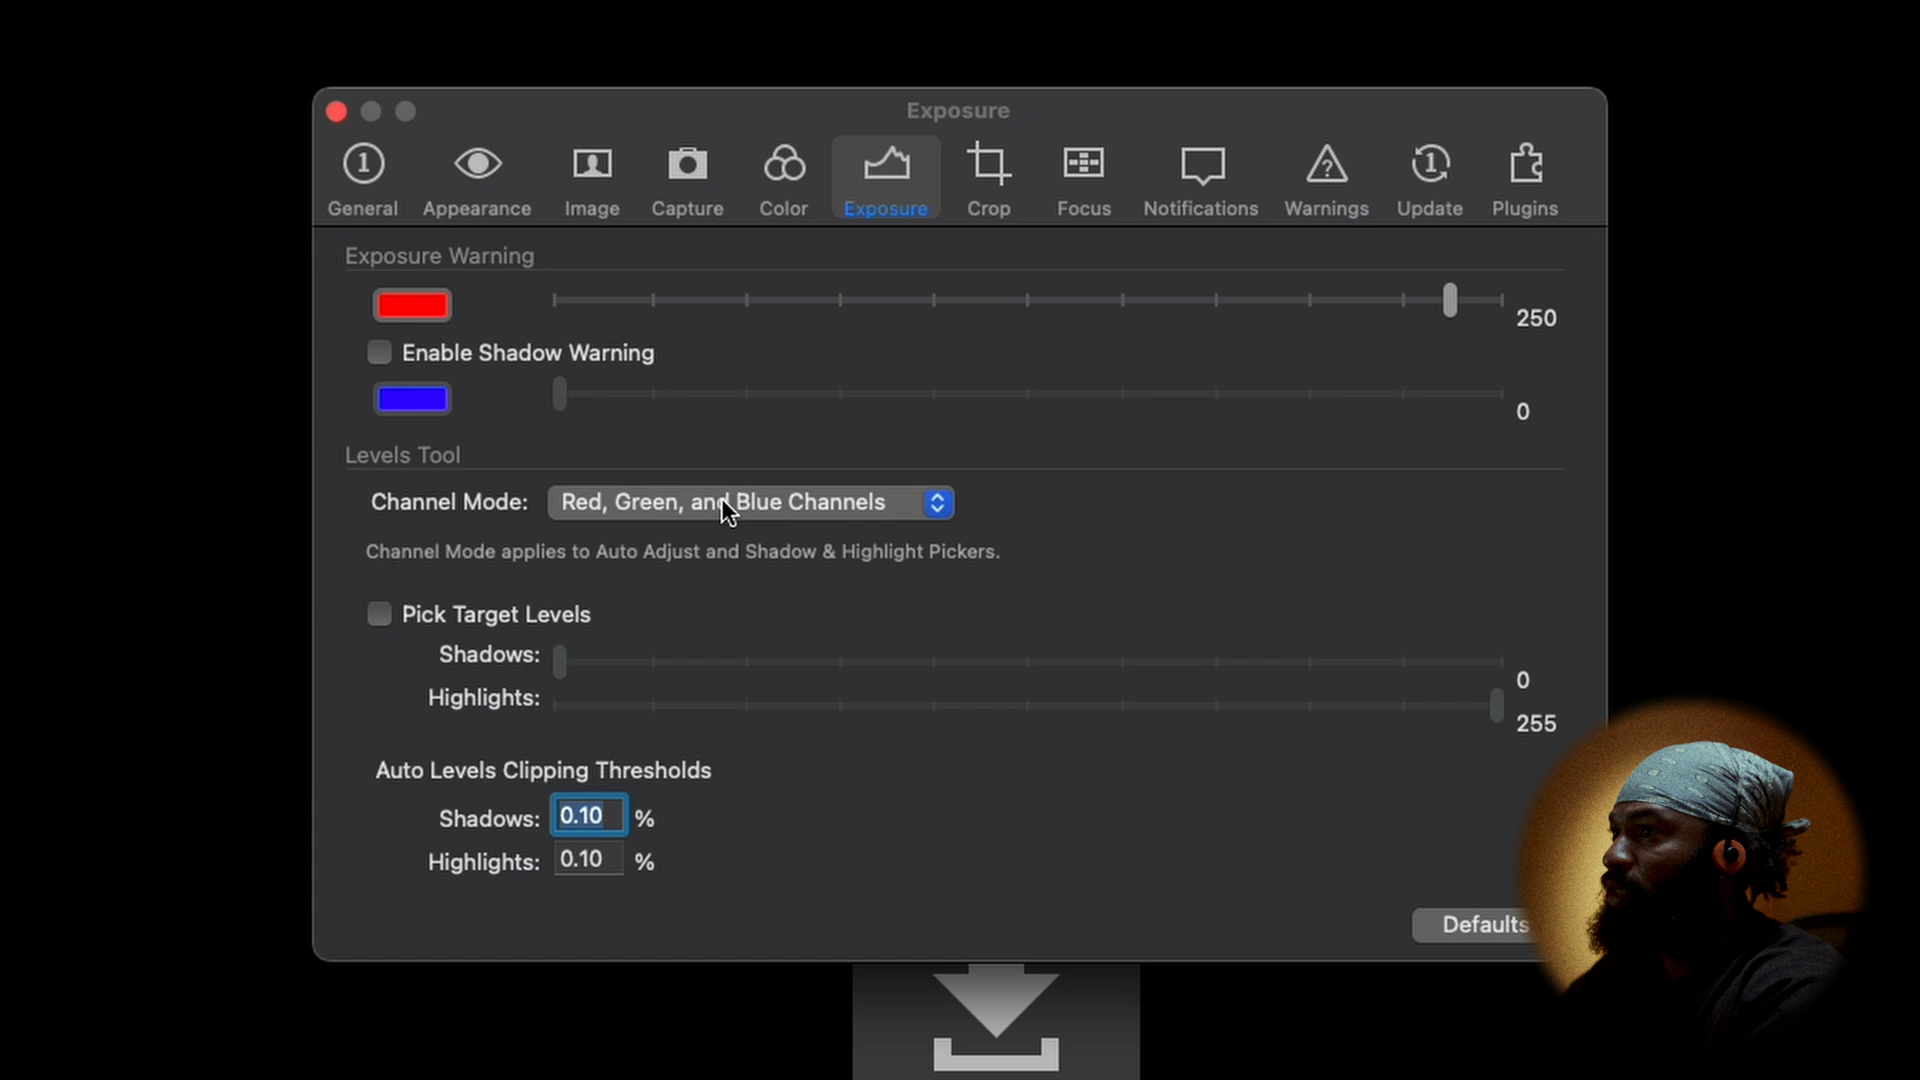 Exposure
General
Appearance
Image
Capture
Color
Exposure
Crop
Focus
Notifications
Warnings
Update
Plugins
Exposure Warning
250
Enable Shadow Warning
0
Levels Tool
Channel Mode: Red, Green, and Blue Channels
Channel Mode applies to Auto Adjust and Shadow & Highlight Pickers.
Pick Target Levels
Shadows: 0
Highlights: 255
Auto Levels Clipping Thresholds
Shadows: 0.10 %
Highlights: 0.10 %
Defaults